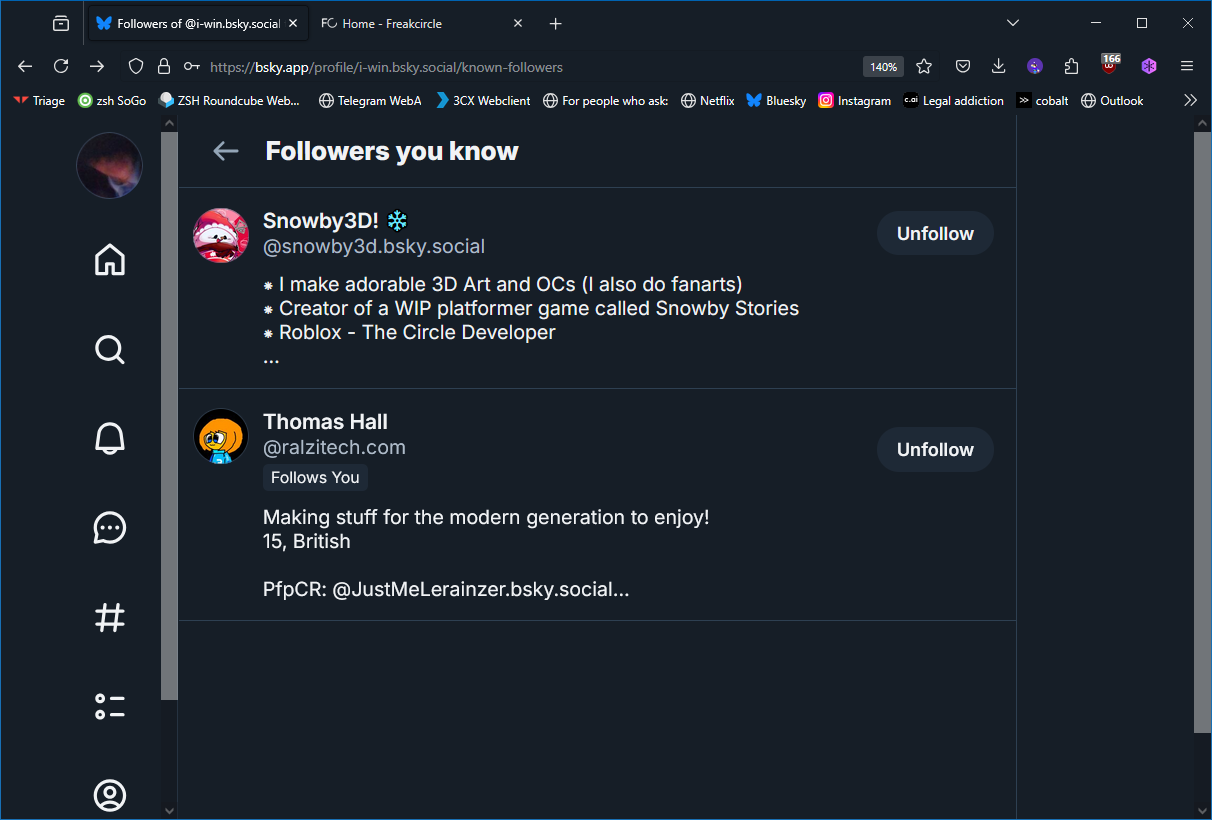 Followers of @i-win.bsky.social
FC Home - Freakcircle
https://bsky.app/profile/i-win.bsky.social/known-followers
140%
166
Triage
zsh SoGo
ZSH Roundcube Web...
Telegram WebA
3CX Webclient
For people who ask:
Netflix
Bluesky
Instagram
c.ai Legal addiction
cobalt
Outlook
Followers you know
Snowby3D! ❄
@snowby3d.bsky.social
Unfollow
⁕ I make adorable 3D Art and OCs (I also do fanarts)
⁕ Creator of a WIP platformer game called Snowby Stories
⁕ Roblox - The Circle Developer
...
Thomas Hall
@ralzitech.com
Follows You
Unfollow
Making stuff for the modern generation to enjoy!
15, British
PfpCR: @JustMeLerainzer.bsky.social...